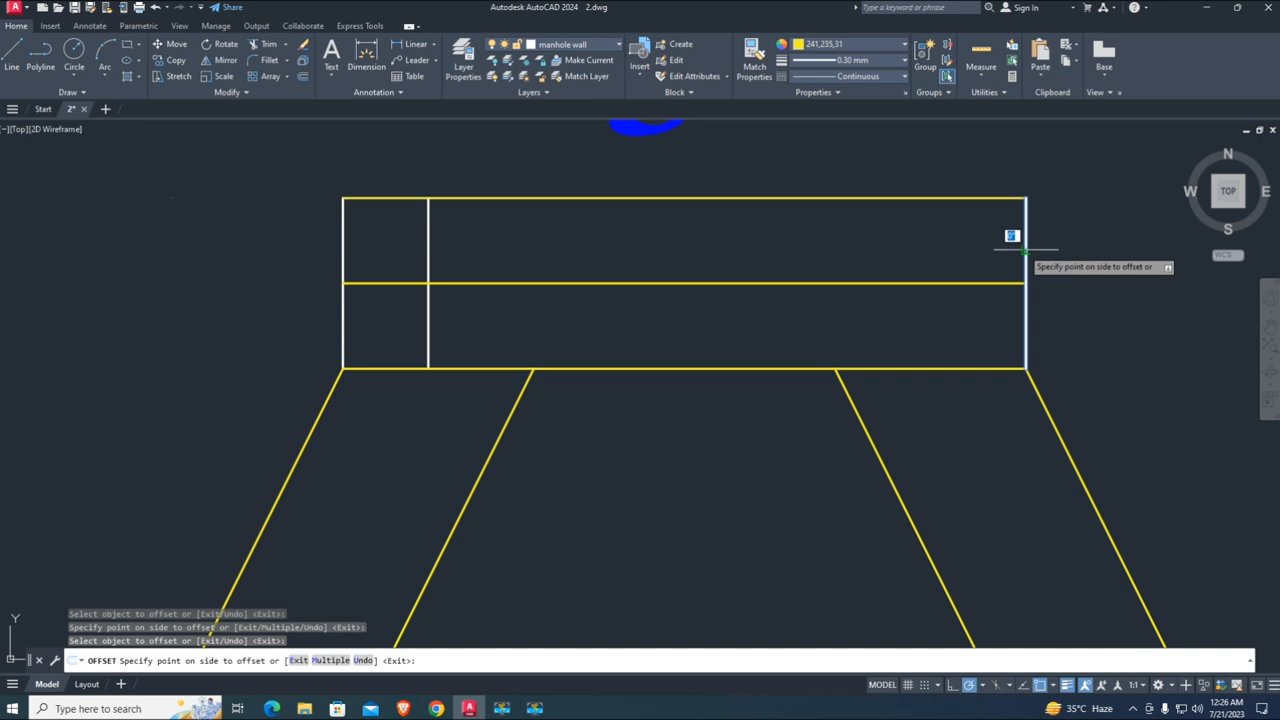 Share
Autodesk AutoCAD 2024 2.dwg
Type a keyword or phrase
Sign In
Home Insert Annotate Parametric View Manage Output Collaborate Express Tools
Line Polyline Circle Arc
Move Rotate Trim
Copy Mirror Fillet
Stretch Scale Array
Text Dimension
Linear
Leader
Table
Layer Properties
manhole wall
Make Current
Match Layer
Insert
Create
Edit
Edit Attributes
Match Properties
241,235,31
0.30 mm
Continuous
Group
Measure
Paste
Base
Draw Modify Annotation Layers Block Properties Groups Utilities Clipboard View
Start 2*
[−][Top][2D Wireframe]
N
W TOP E
S
WCS
Specify point on side to offset or
Y
Select object to offset or [Exit/Undo] <Exit>:
Specify point on side to offset or [Exit/Multiple/Undo] <Exit>:
Select object to offset or [Exit/Undo] <Exit>:
OFFSET Specify point on side to offset or [Exit Multiple Undo] <Exit>:
Model Layout
MODEL
1:1
Type here to search
35°C Haze
12:26 AM
7/21/2023